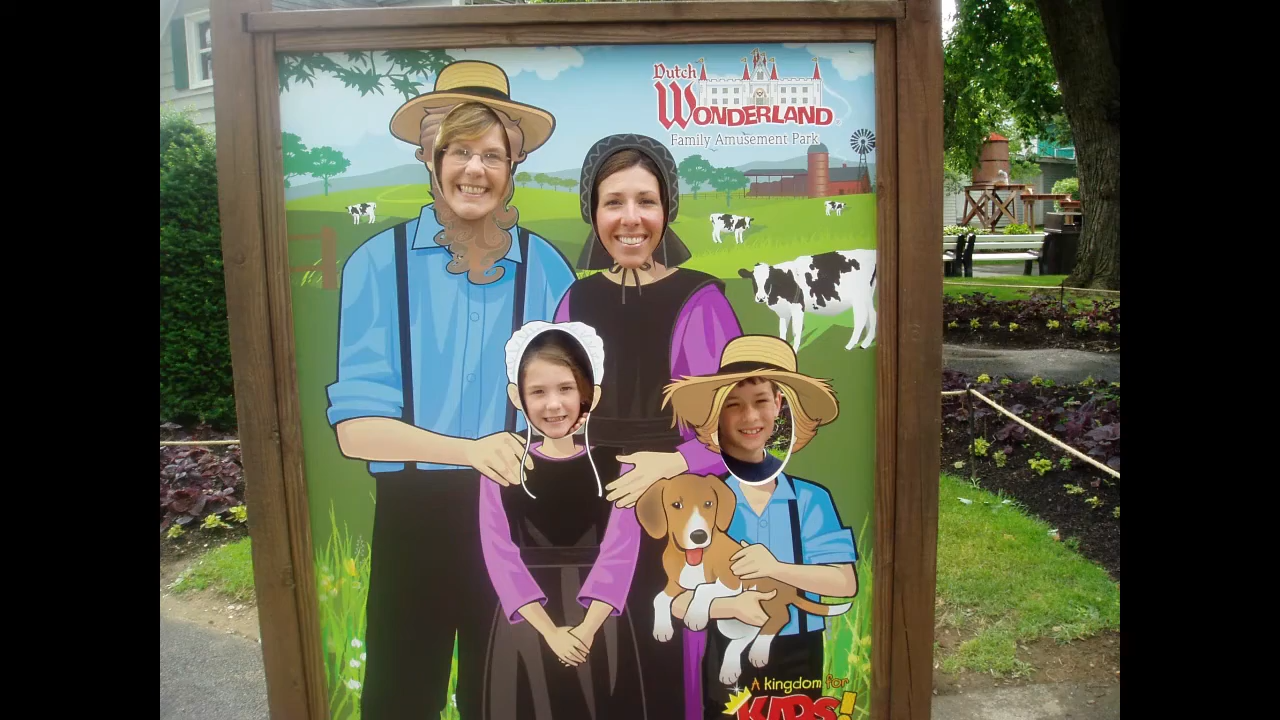 Dutch
WONDERLAND
Family Amusement Park
A kingdom for
KIDS!